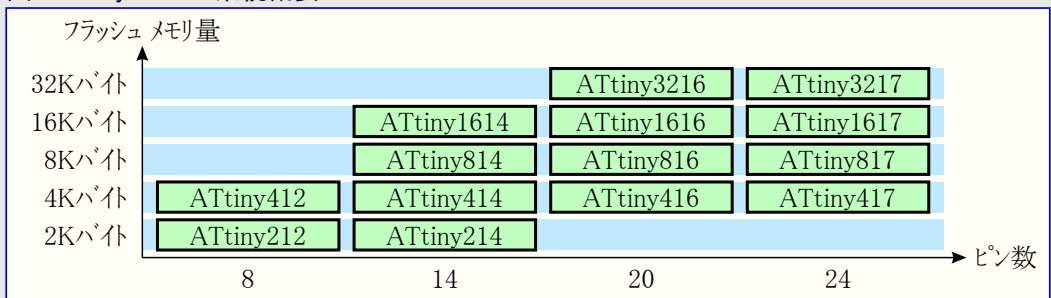 フラッシュ メモリ量
32Kバイト ATtiny3216 ATtiny3217
16Kバイト ATtiny1614 ATtiny1616 ATtiny1617
8Kバイト ATtiny814 ATtiny816 ATtiny817
4Kバイト ATtiny412 ATtiny414 ATtiny416 ATtiny417
2Kバイト ATtiny212 ATtiny214
ピン数
8 14 20 24